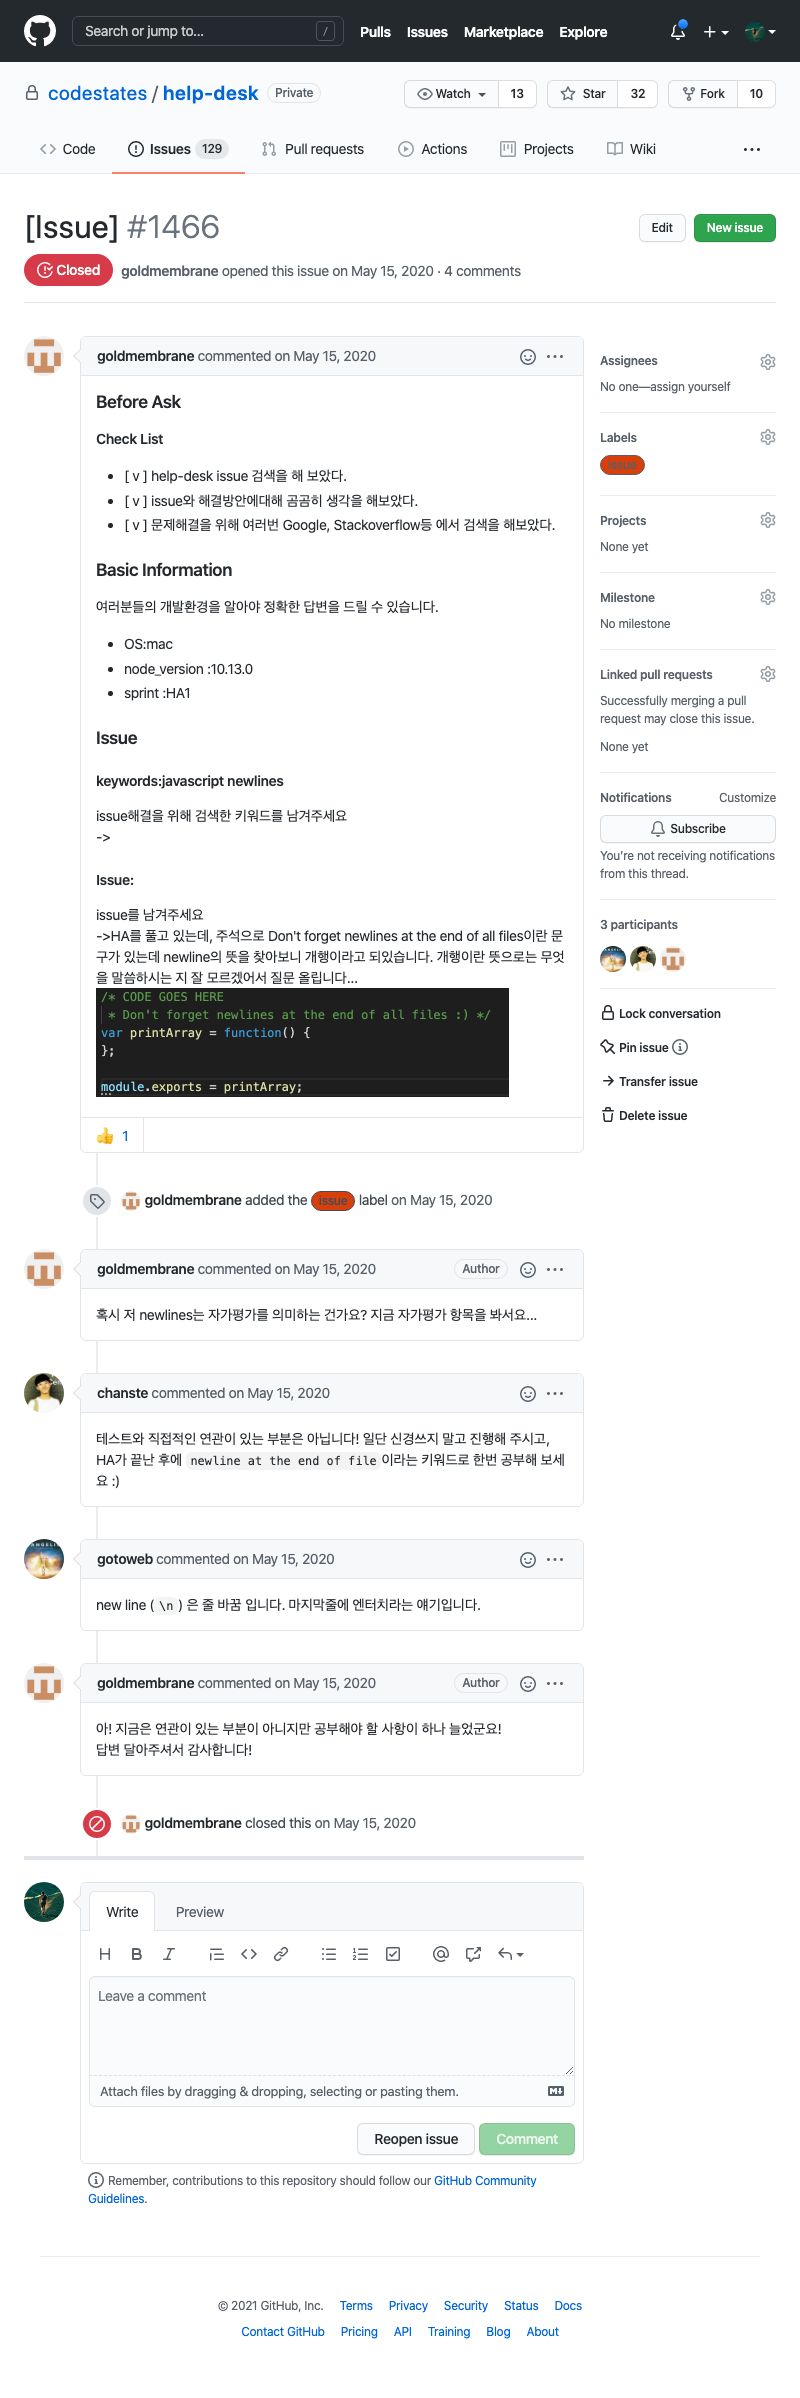 Search or jump to... /
Pulls Issues Marketplace Explore
codestates / help-desk Private
Watch 13 Star 32 Fork 10
Code Issues 129 Pull requests Actions Projects Wiki ...
[Issue] #1466
Edit New issue
Closed goldmembrane opened this issue on May 15, 2020 · 4 comments
goldmembrane commented on May 15, 2020
Before Ask
Check List
[ v ] help-desk issue 검색을 해 보았다.
[ v ] issue와 해결방안에대해 곰곰히 생각을 해보았다.
[ v ] 문제해결을 위해 여러번 Google, Stackoverflow등 에서 검색을 해보았다.
Basic Information
여러분들의 개발환경을 알아야 정확한 답변을 드릴 수 있습니다.
OS:mac
node_version :10.13.0
sprint :HA1
Issue
keywords:javascript newlines
issue해결을 위해 검색한 키워드를 남겨주세요
->
Issue:
issue를 남겨주세요
->HA를 풀고 있는데, 주석으로 Don't forget newlines at the end of all files이란 문
구가 있는데 newline의 뜻을 찾아보니 개행이라고 되있습니다. 개행이란 뜻으로는 무엇
을 말씀하시는 지 잘 모르겠어서 질문 올립니다...
/* CODE GOES HERE
* Don't forget newlines at the end of all files :) */
var printArray = function() {
};
module.exports = printArray;
👍 1
goldmembrane added the issue label on May 15, 2020
goldmembrane commented on May 15, 2020 Author
혹시 저 newlines는 자가평가를 의미하는 건가요? 지금 자가평가 항목을 봐서요...
chanste commented on May 15, 2020
테스트와 직접적인 연관이 있는 부분은 아닙니다! 일단 신경쓰지 말고 진행해 주시고,
HA가 끝난 후에 newline at the end of file 이라는 키워드로 한번 공부해 보세
요 :)
gotoweb commented on May 15, 2020
new line ( \n ) 은 줄 바꿈 입니다. 마지막줄에 엔터치라는 얘기입니다.
goldmembrane commented on May 15, 2020 Author
아! 지금은 연관이 있는 부분이 아니지만 공부해야 할 사항이 하나 늘었군요!
답변 달아주셔서 감사합니다!
goldmembrane closed this on May 15, 2020
Write Preview
Leave a comment
Attach files by dragging & dropping, selecting or pasting them.
Reopen issue Comment
Remember, contributions to this repository should follow our GitHub Community
Guidelines.
Assignees
No one—assign yourself
Labels
issue
Projects
None yet
Milestone
No milestone
Linked pull requests
Successfully merging a pull
request may close this issue.
None yet
Notifications Customize
Subscribe
You're not receiving notifications
from this thread.
3 participants
Lock conversation
Pin issue
Transfer issue
Delete issue
© 2021 GitHub, Inc. Terms Privacy Security Status Docs
Contact GitHub Pricing API Training Blog About